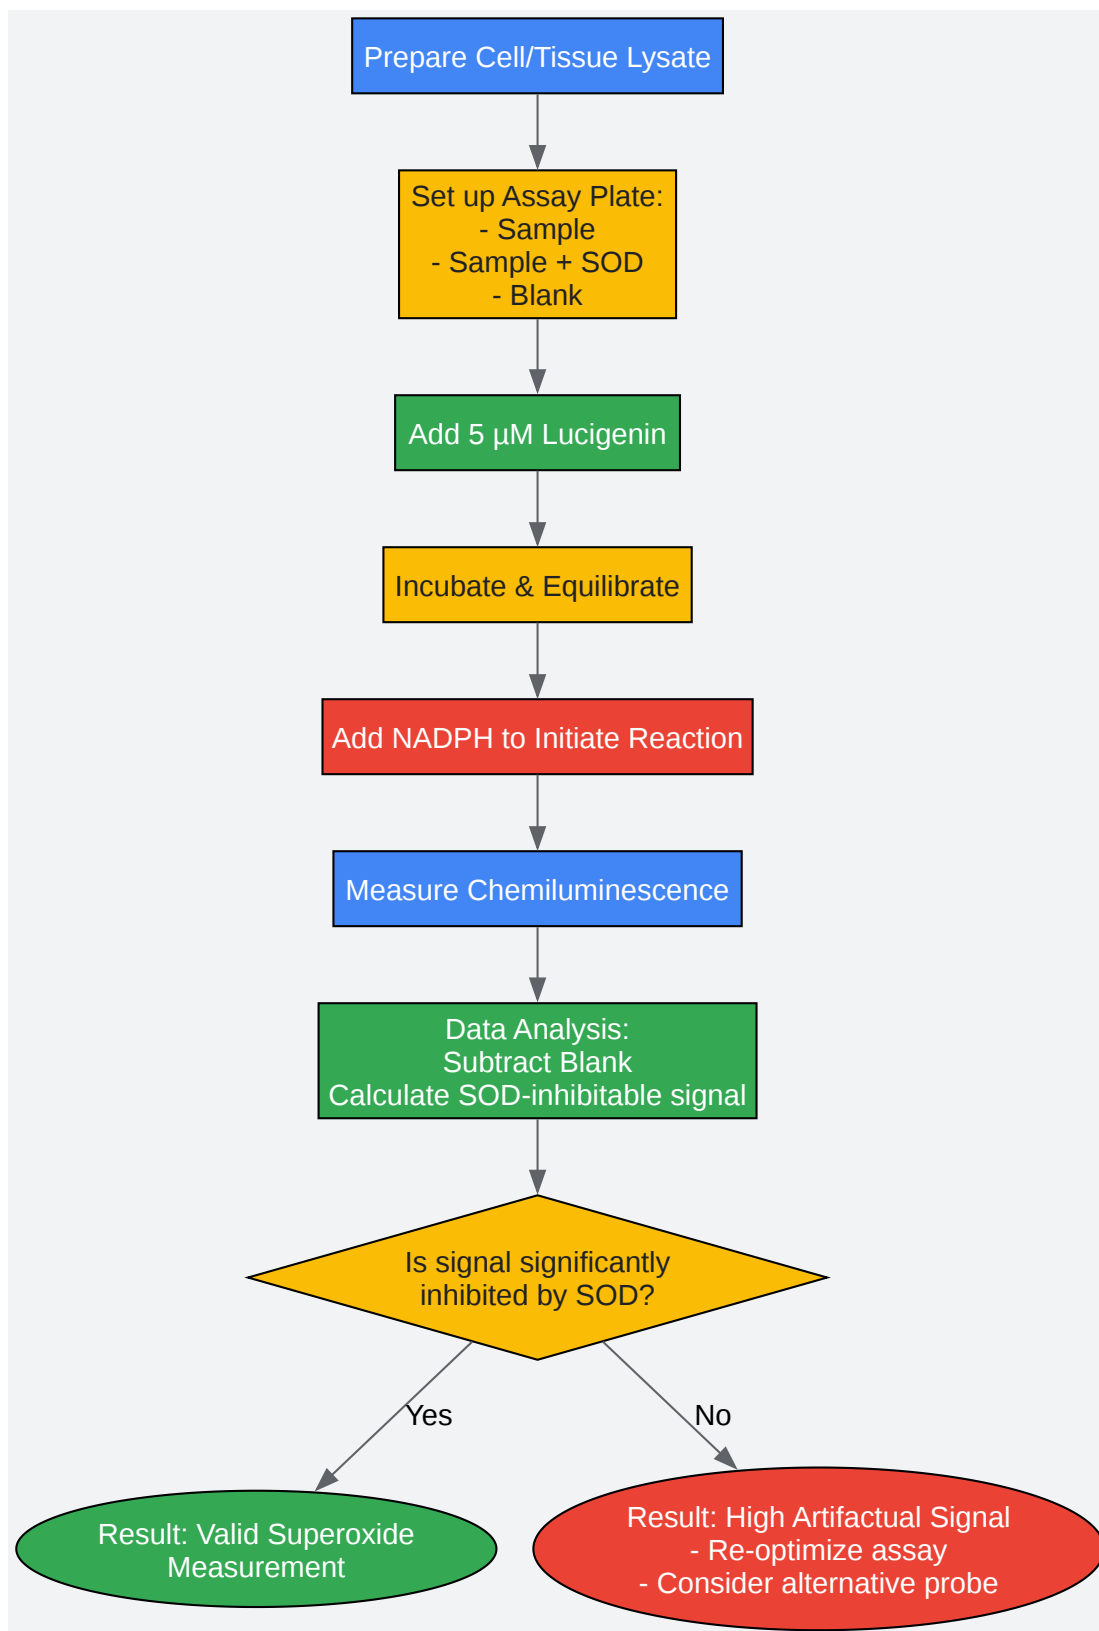 Prepare Cell/Tissue Lysate
Set up Assay Plate:
- Sample
- Sample + SOD
- Blank
Add 5 µM Lucigenin
Incubate & Equilibrate
Add NADPH to Initiate Reaction
Measure Chemiluminescence
Data Analysis:
Subtract Blank
Calculate SOD-inhibitable signal
Is signal significantly
inhibited by SOD?
Yes
No
Result: Valid Superoxide
Measurement
Result: High Artifactual Signal
- Re-optimize assay
- Consider alternative probe